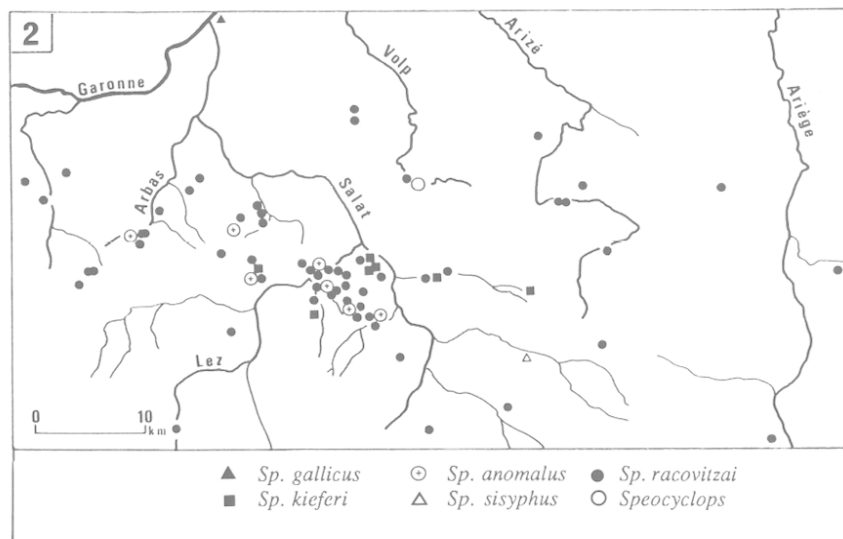 2
Garonne
Volp
Arizé
Ariège
Arbas
Salat
Lez
0 10
km
Sp. gallicus Sp. anomalus Sp. racovitzai
Sp. kieferi Sp. sisyphus Speocyclops